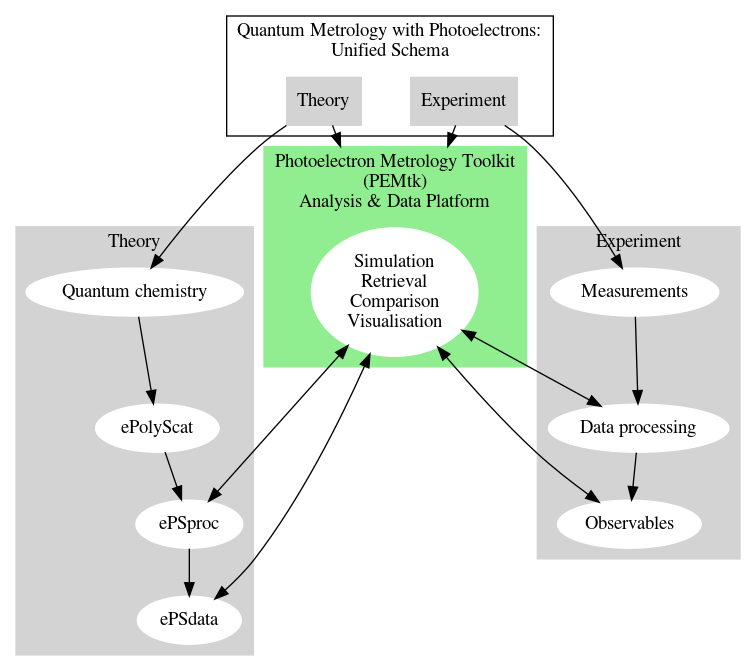 Quantum Metrology with Photoelectrons:
Unified Schema
Theory
Experiment
Photoelectron Metrology Toolkit
(PEMtk)
Analysis & Data Platform
Simulation
Retrieval
Comparison
Visualisation
Theory
Quantum chemistry
ePolyScat
ePSproc
ePSdata
Experiment
Measurements
Data processing
Observables